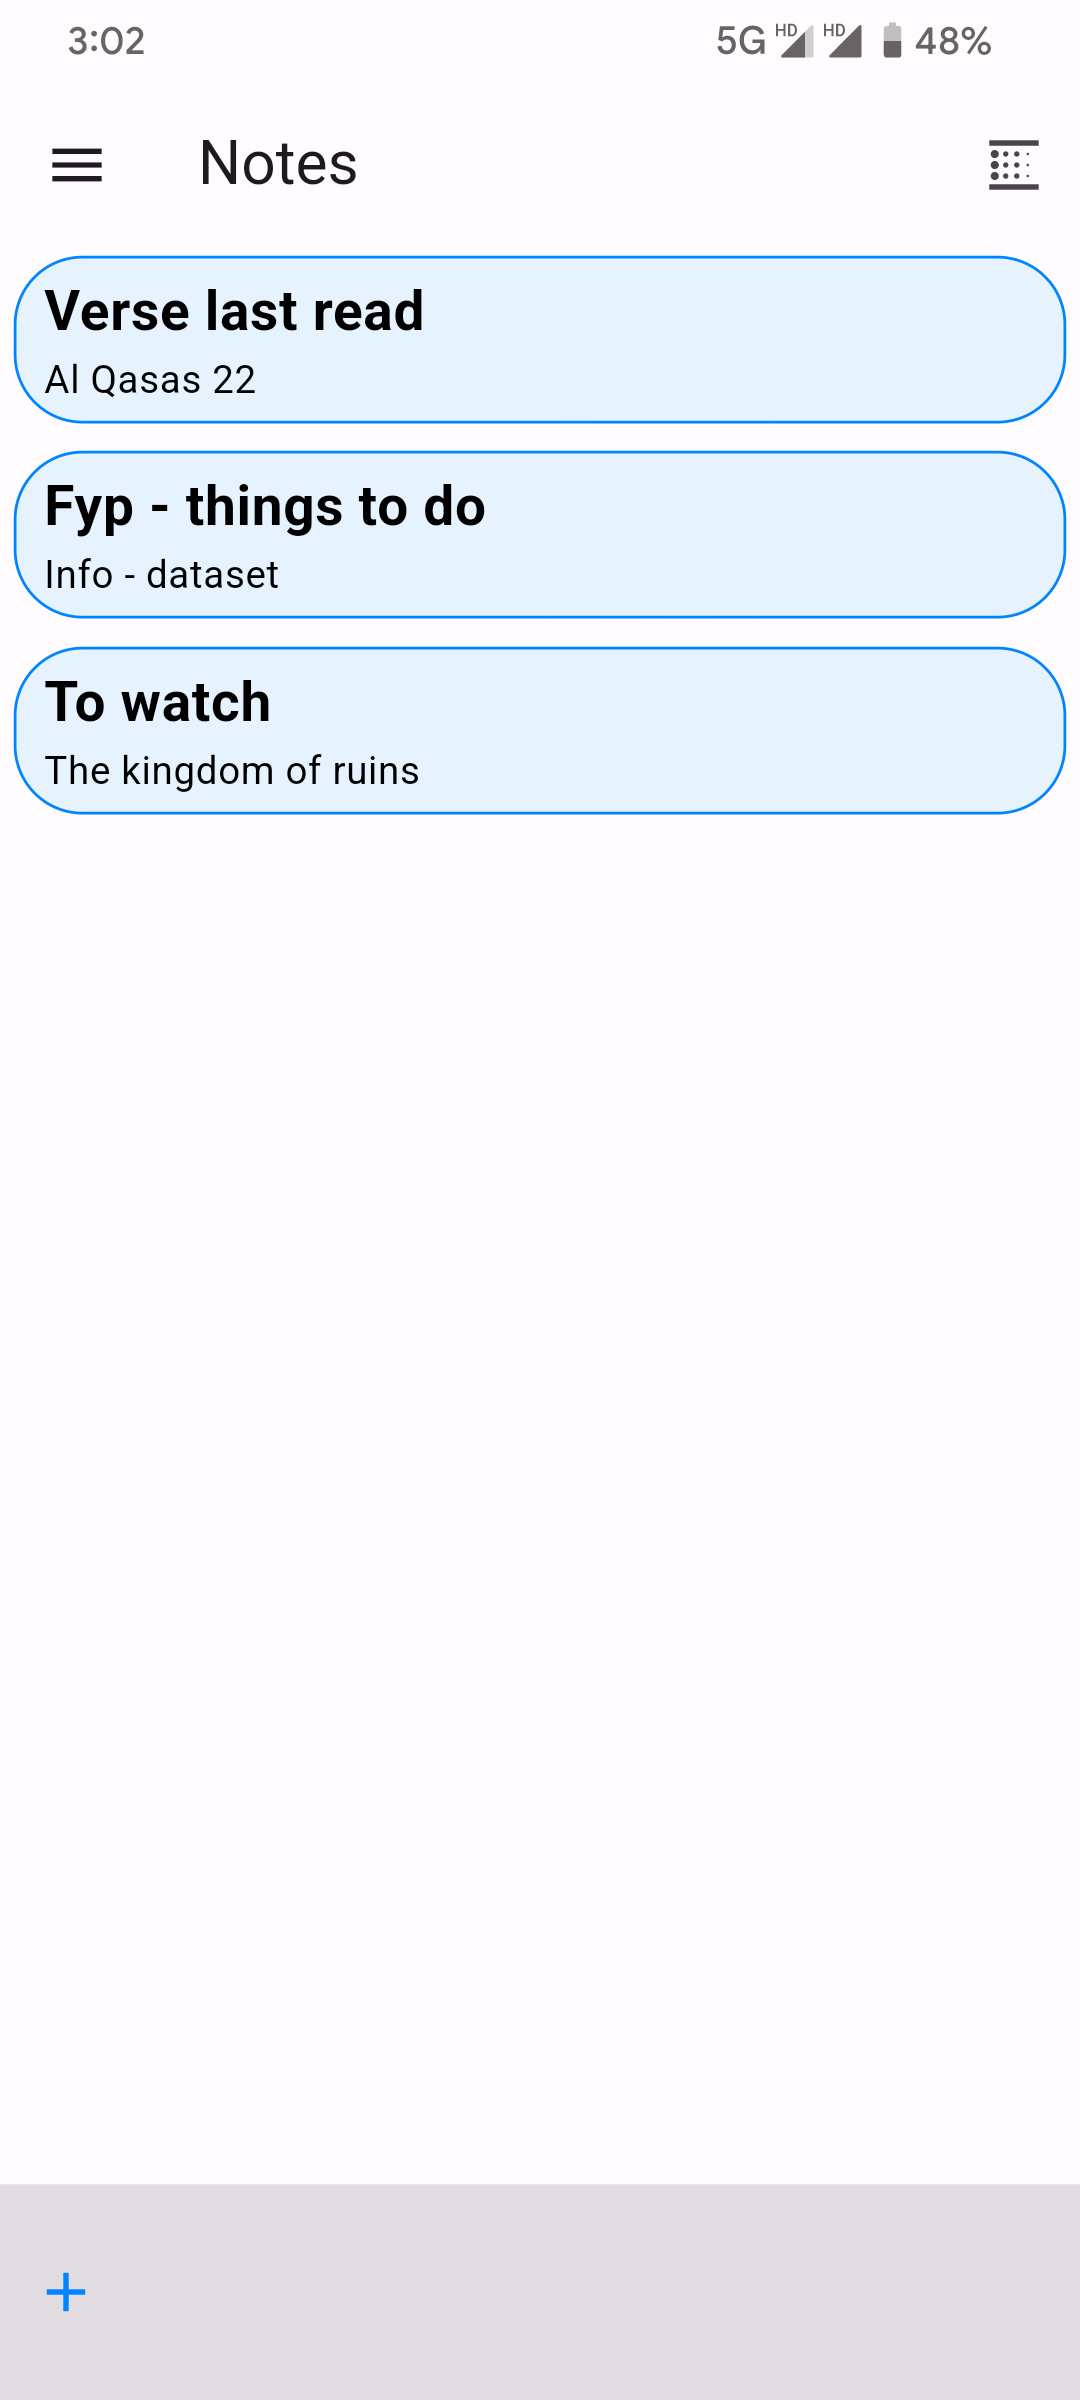 3:02 5G HD HD 48%
Notes
Verse last read
Al Qasas 22
Fyp - things to do
Info - dataset
To watch
The kingdom of ruins